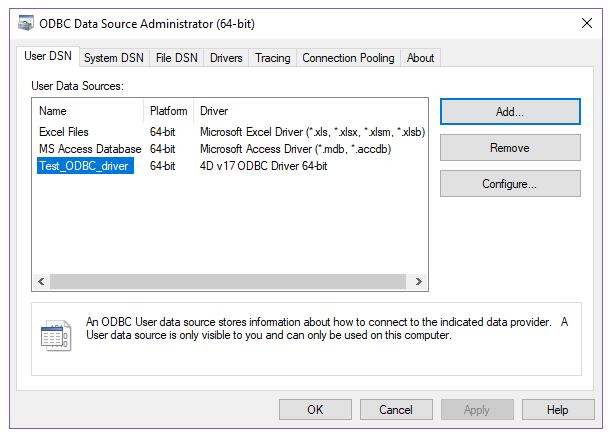 ODBC Data Source Administrator (64-bit)
User DSN System DSN File DSN Drivers Tracing Connection Pooling About
User Data Sources:
Name Platform Driver
Excel Files 64-bit Microsoft Excel Driver (*.xls, *.xlsx, *.xlsm, *.xlsb)
MS Access Database 64-bit Microsoft Access Driver (*.mdb, *.accdb)
Test_ODBC_driver 64-bit 4D v17 ODBC Driver 64-bit
Add...
Remove
Configure...
An ODBC User data source stores information about how to connect to the indicated data provider. A
User data source is only visible to you and can only be used on this computer.
OK Cancel Apply Help